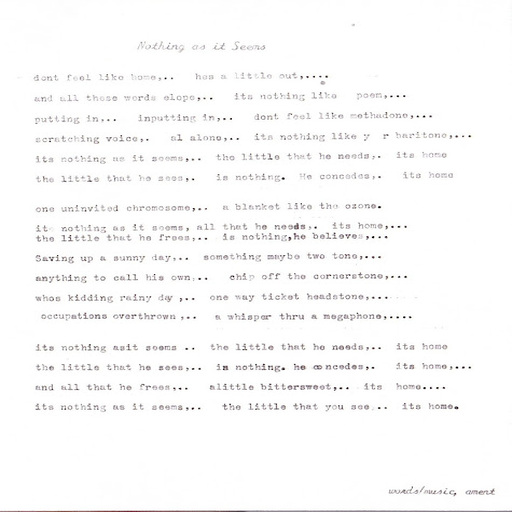 Nothing as it Seems
dont feel like home,.. hes a little out,....
and all these words elope,.. its nothing like poem,...
putting in,.. inputting in,.. dont feel like methadone,...
scratching voice,. al alone,.. its nothing like y r baritone,...
its nothing as it seems,.. the little that he needs,. its home
the little that he sees,. is nothing. He concedes,. its home
one uninvited chromosome,.. a blanket like the ozone.
it nothing as it seems, all that he needs,. its home,...
the little that he frees,.. is nothing,he believes,...
Saving up a sunny day,.. something maybe two tone,...
anything to call his own,.. chip off the cornerstone,...
whos kidding rainy day ,.. one way ticket headstone,...
occupations overthrown ,.. a whisper thru a megaphone,....
its nothing asit seems .. the little that he needs,.. its home
the little that he sees,.. is nothing. he concedes,. its home,...
and all that he frees,.. alittle bittersweet,.. its home....
its nothing as it seems,.. the little that you see,.. its home.
words/music, ament